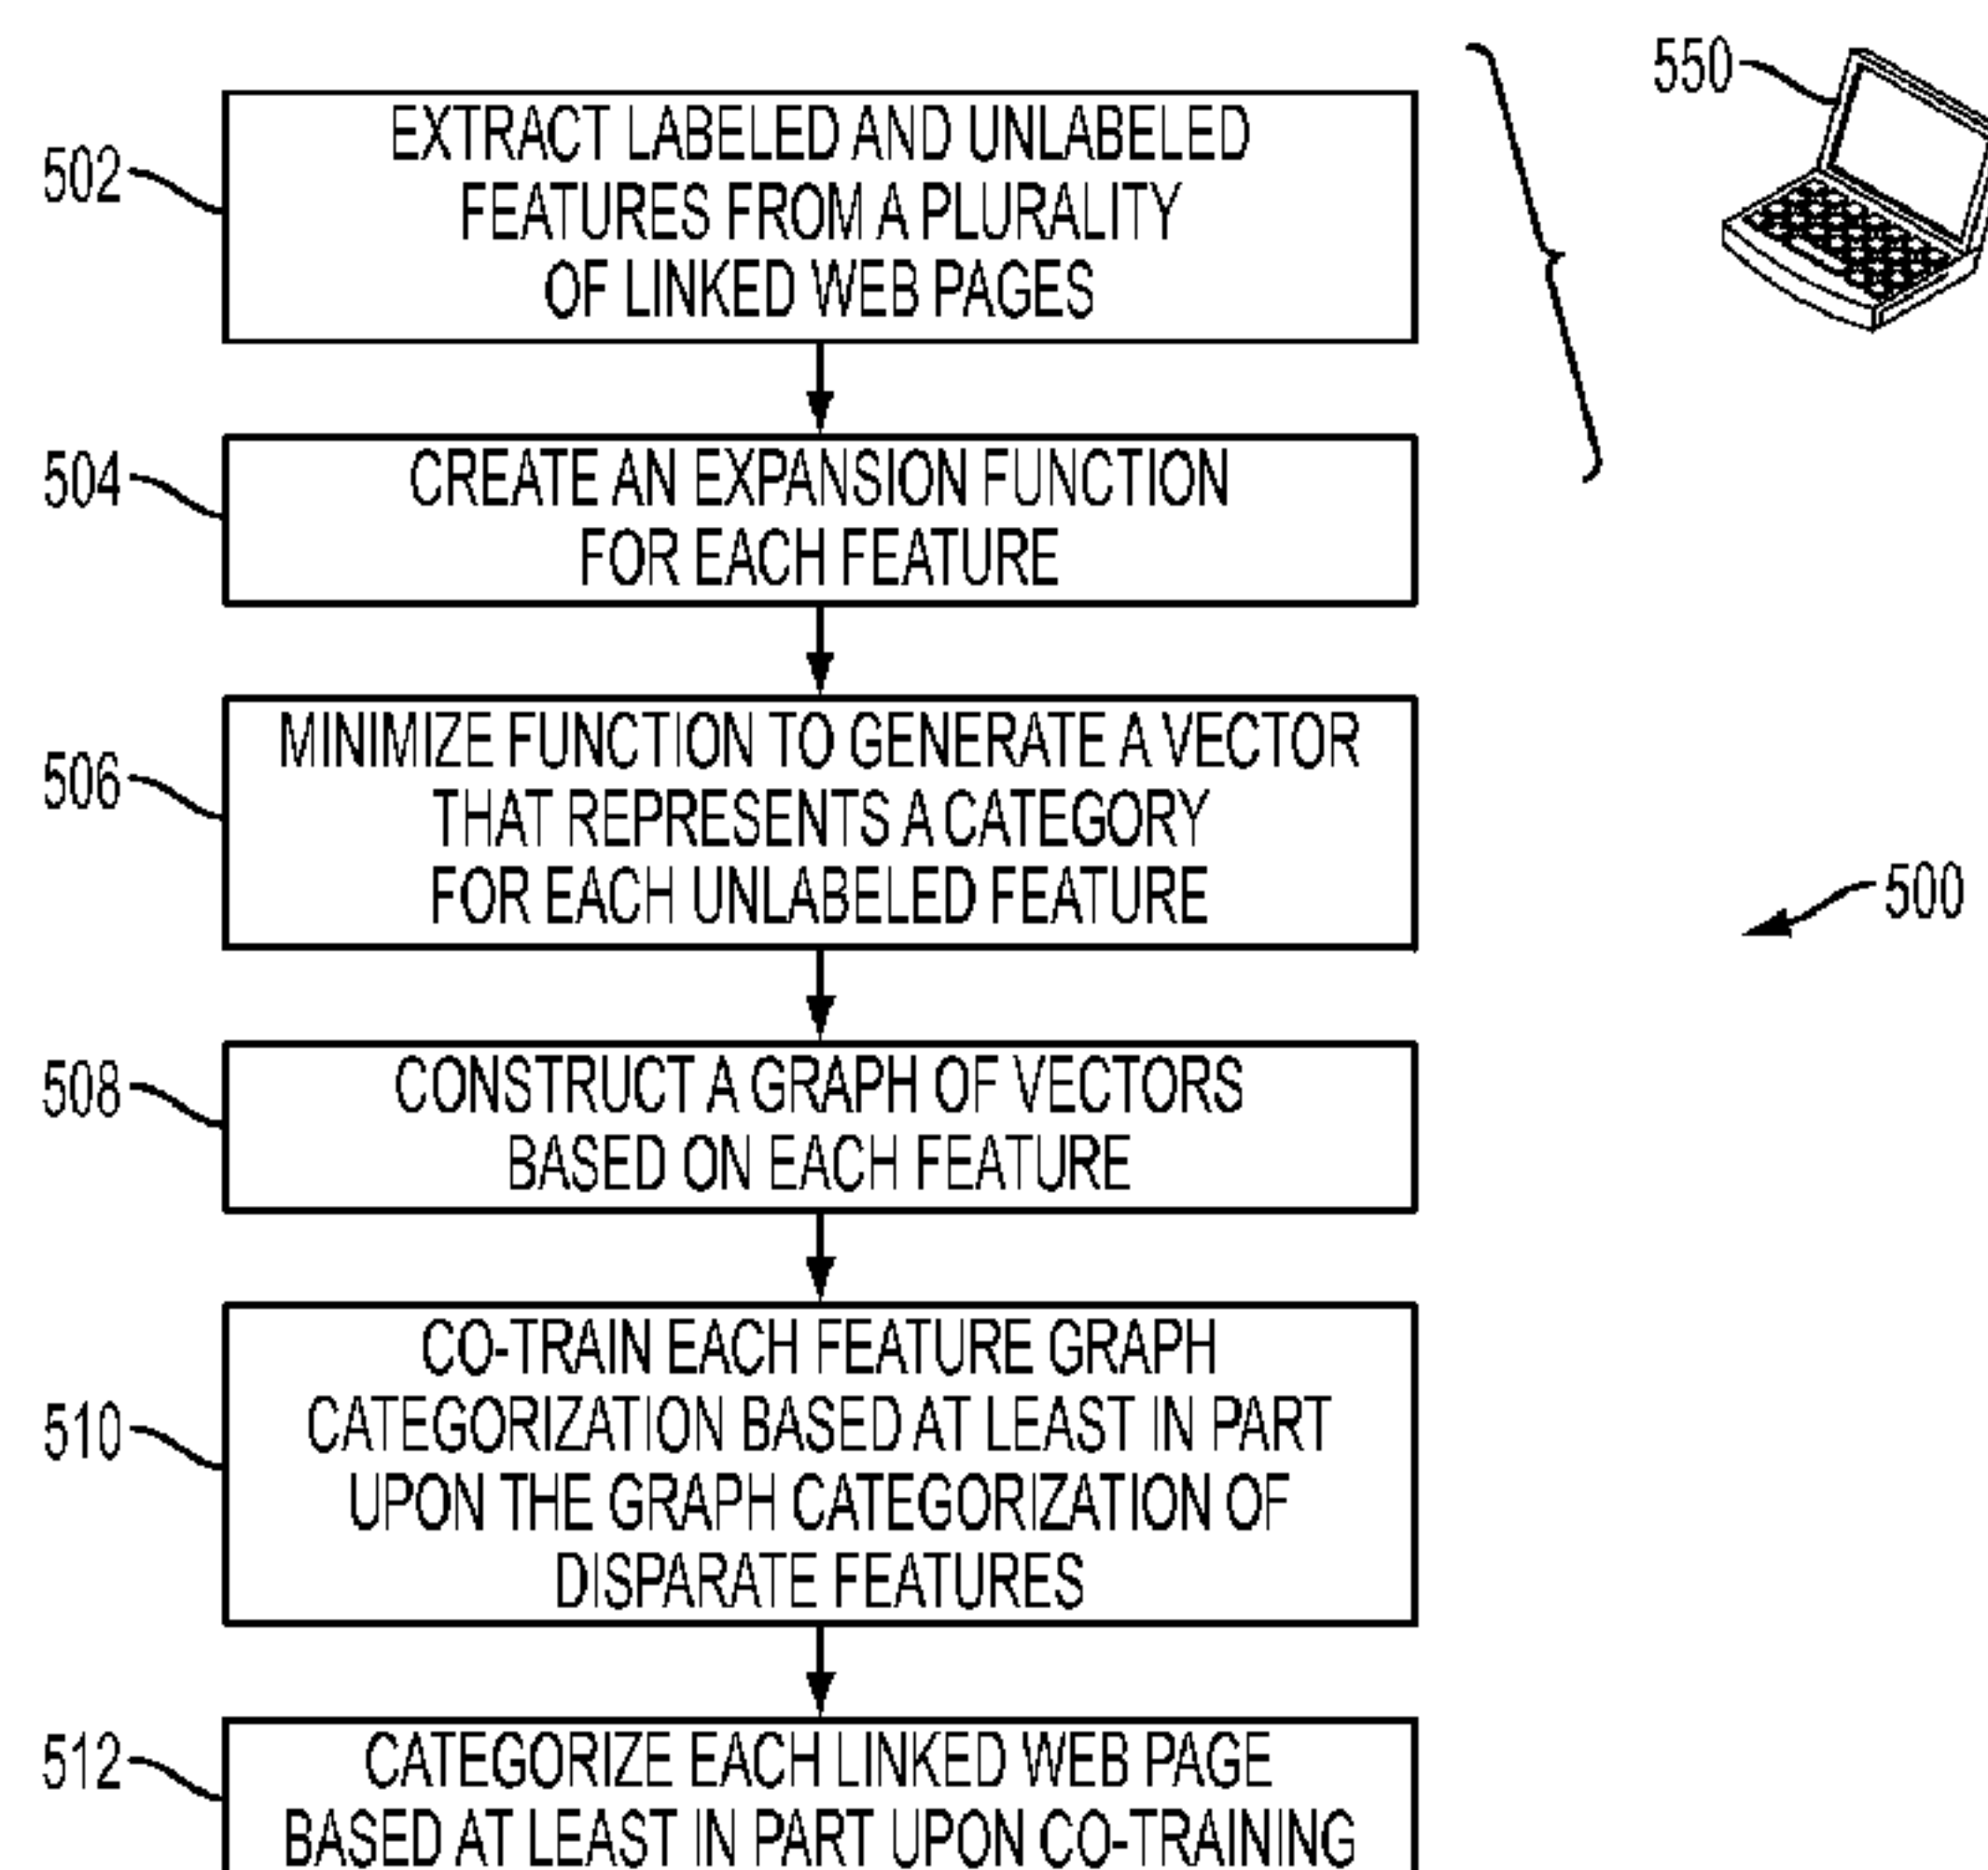 550
502
EXTRACT LABELED AND UNLABELED
FEATURES FROM A PLURALITY
OF LINKED WEB PAGES
504
CREATE AN EXPANSION FUNCTION
FOR EACH FEATURE
506
MINIMIZE FUNCTION TO GENERATE A VECTOR
THAT REPRESENTS A CATEGORY
FOR EACH UNLABELED FEATURE
500
508
CONSTRUCT A GRAPH OF VECTORS
BASED ON EACH FEATURE
510
CO-TRAIN EACH FEATURE GRAPH
CATEGORIZATION BASED AT LEAST IN PART
UPON THE GRAPH CATEGORIZATION OF
DISPARATE FEATURES
512
CATEGORIZE EACH LINKED WEB PAGE
BASED AT LEAST IN PART UPON CO-TRAINING